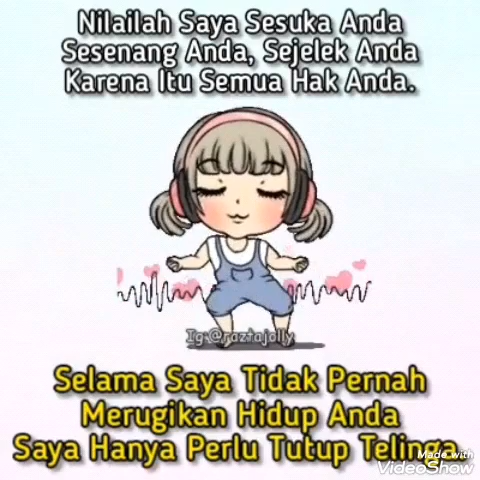 Nilailah Saya Sesuka Anda
Sesenang Anda, Sejelek Anda
Karena Itu Semua Hak Anda.
Ig:@raztajolly
Selama Saya Tidak Pernah
Merugikan Hidup Anda
Saya Hanya Perlu Tutup Telinga
Made with
VideoShow